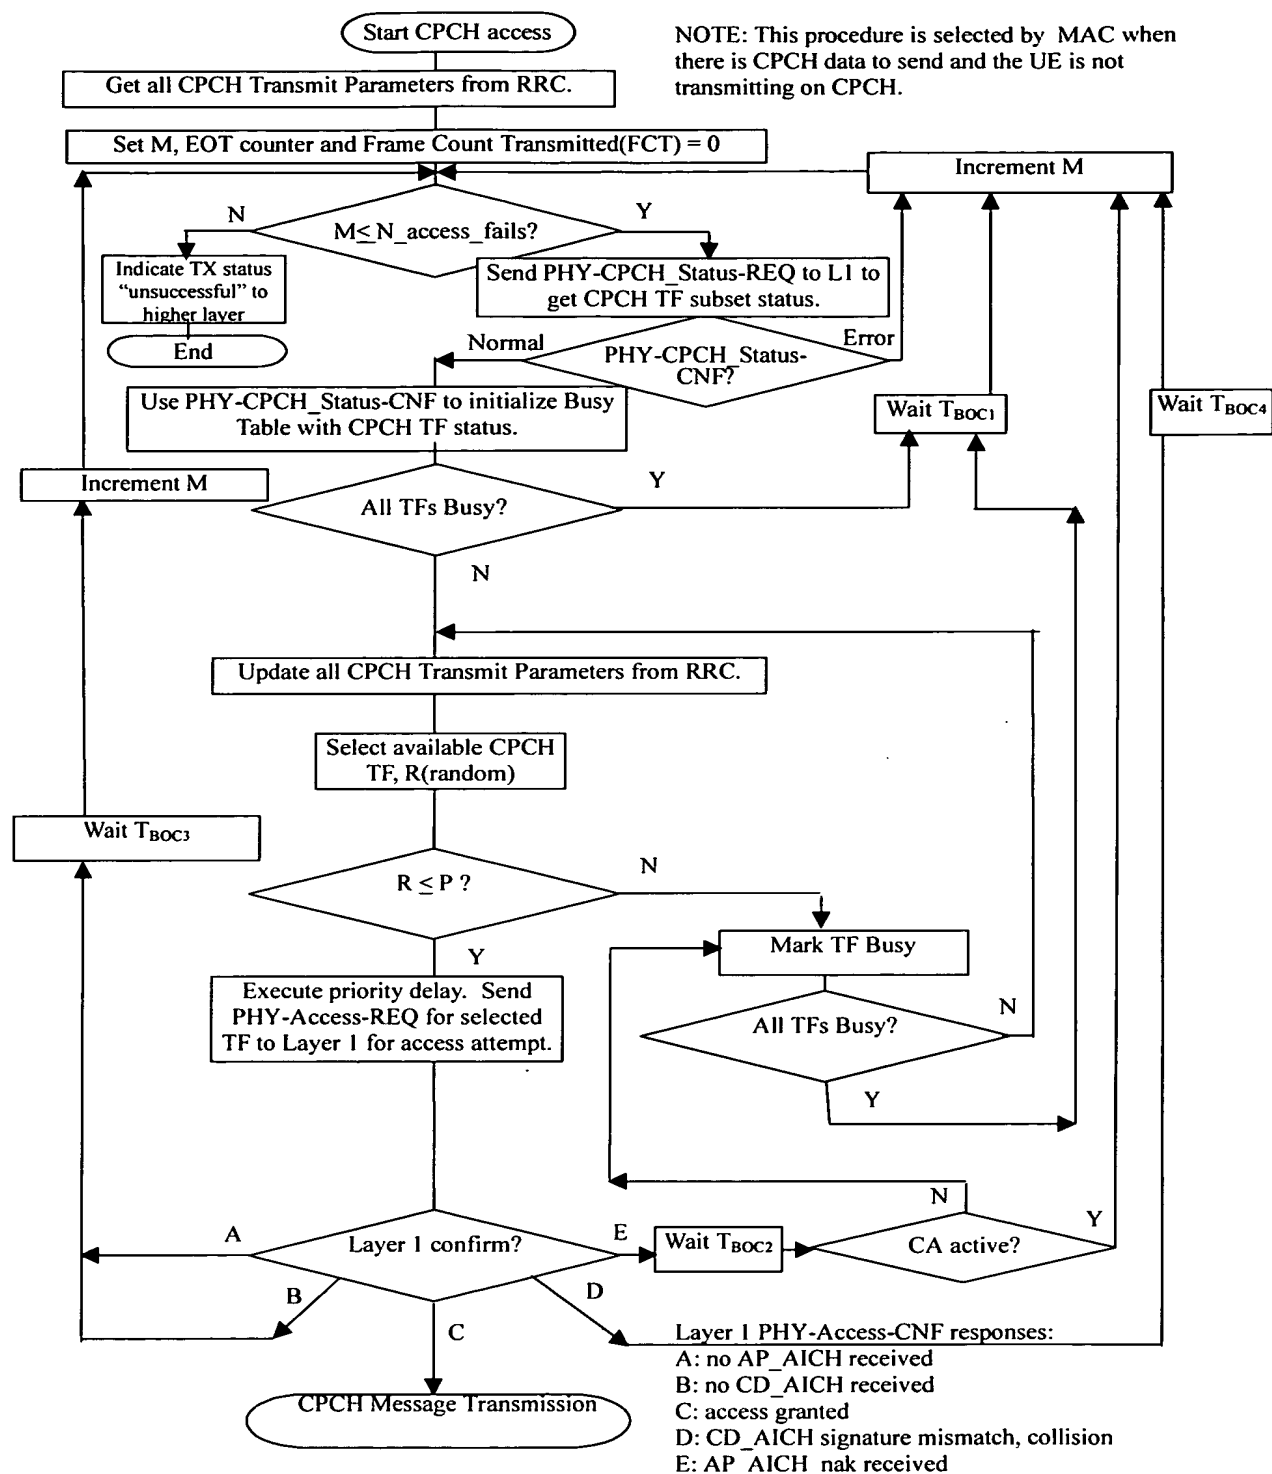 Start CPCH access
NOTE: This procedure is selected by MAC when
there is CPCH data to send and the UE is not
transmitting on CPCH.
Get all CPCH Transmit Parameters from RRC.
Set M, EOT counter and Frame Count Transmitted(FCT) = 0
Increment M
N
M≤N_access_fails?
Y
Indicate TX status
“unsuccessful” to
higher layer
End
Send PHY-CPCH_Status-REQ to L1 to
get CPCH TF subset status.
Normal
PHY-CPCH_Status-
CNF?
Error
Use PHY-CPCH_Status-CNF to initialize Busy
Table with CPCH TF status.
Wait TBOC1
Wait TBOC4
Increment M
All TFs Busy?
Y
N
Update all CPCH Transmit Parameters from RRC.
Select available CPCH
TF, R(random)
Wait TBOC3
R ≤ P ?
N
Y
Mark TF Busy
Execute priority delay. Send
PHY-Access-REQ for selected
TF to Layer 1 for access attempt.
All TFs Busy?
N
Y
N
Y
A
Layer 1 confirm?
E
Wait TBOC2
CA active?
B
C
D
Layer 1 PHY-Access-CNF responses:
A: no AP_AICH received
B: no CD_AICH received
C: access granted
D: CD_AICH signature mismatch, collision
E: AP_AICH_nak received
CPCH Message Transmission